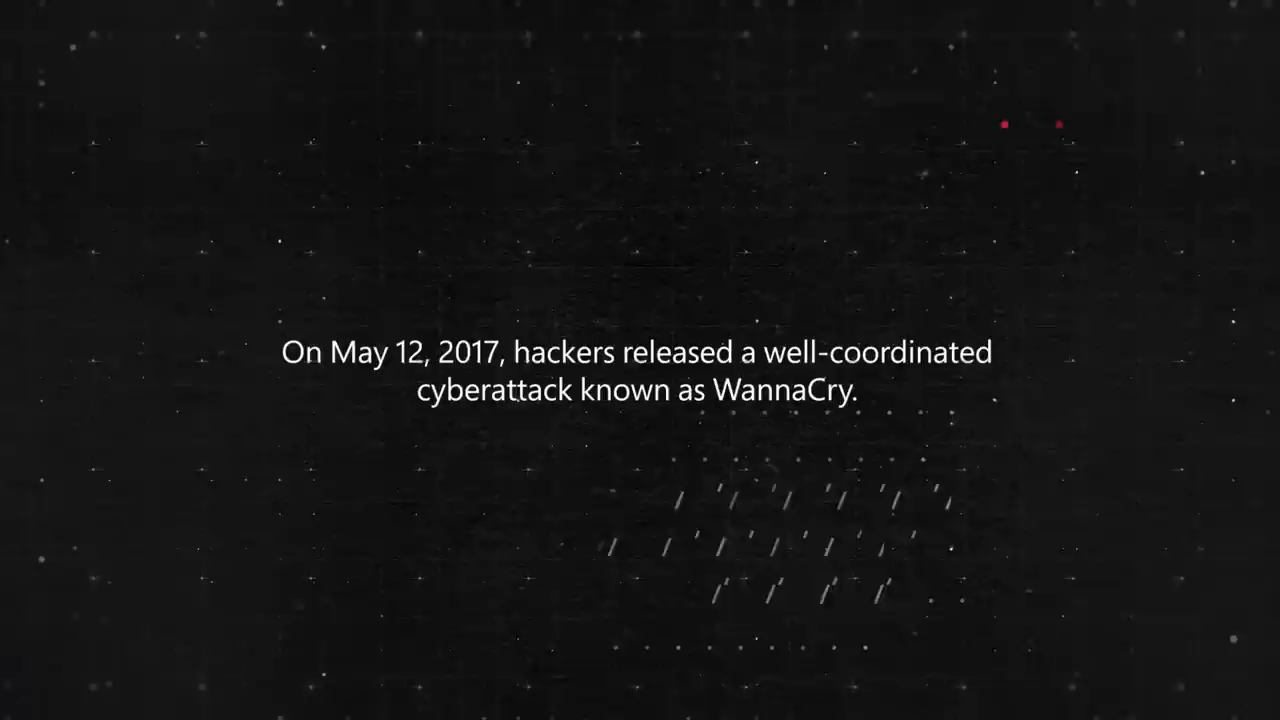 On May 12, 2017, hackers released a well-coordinated
cyberattack known as WannaCry.